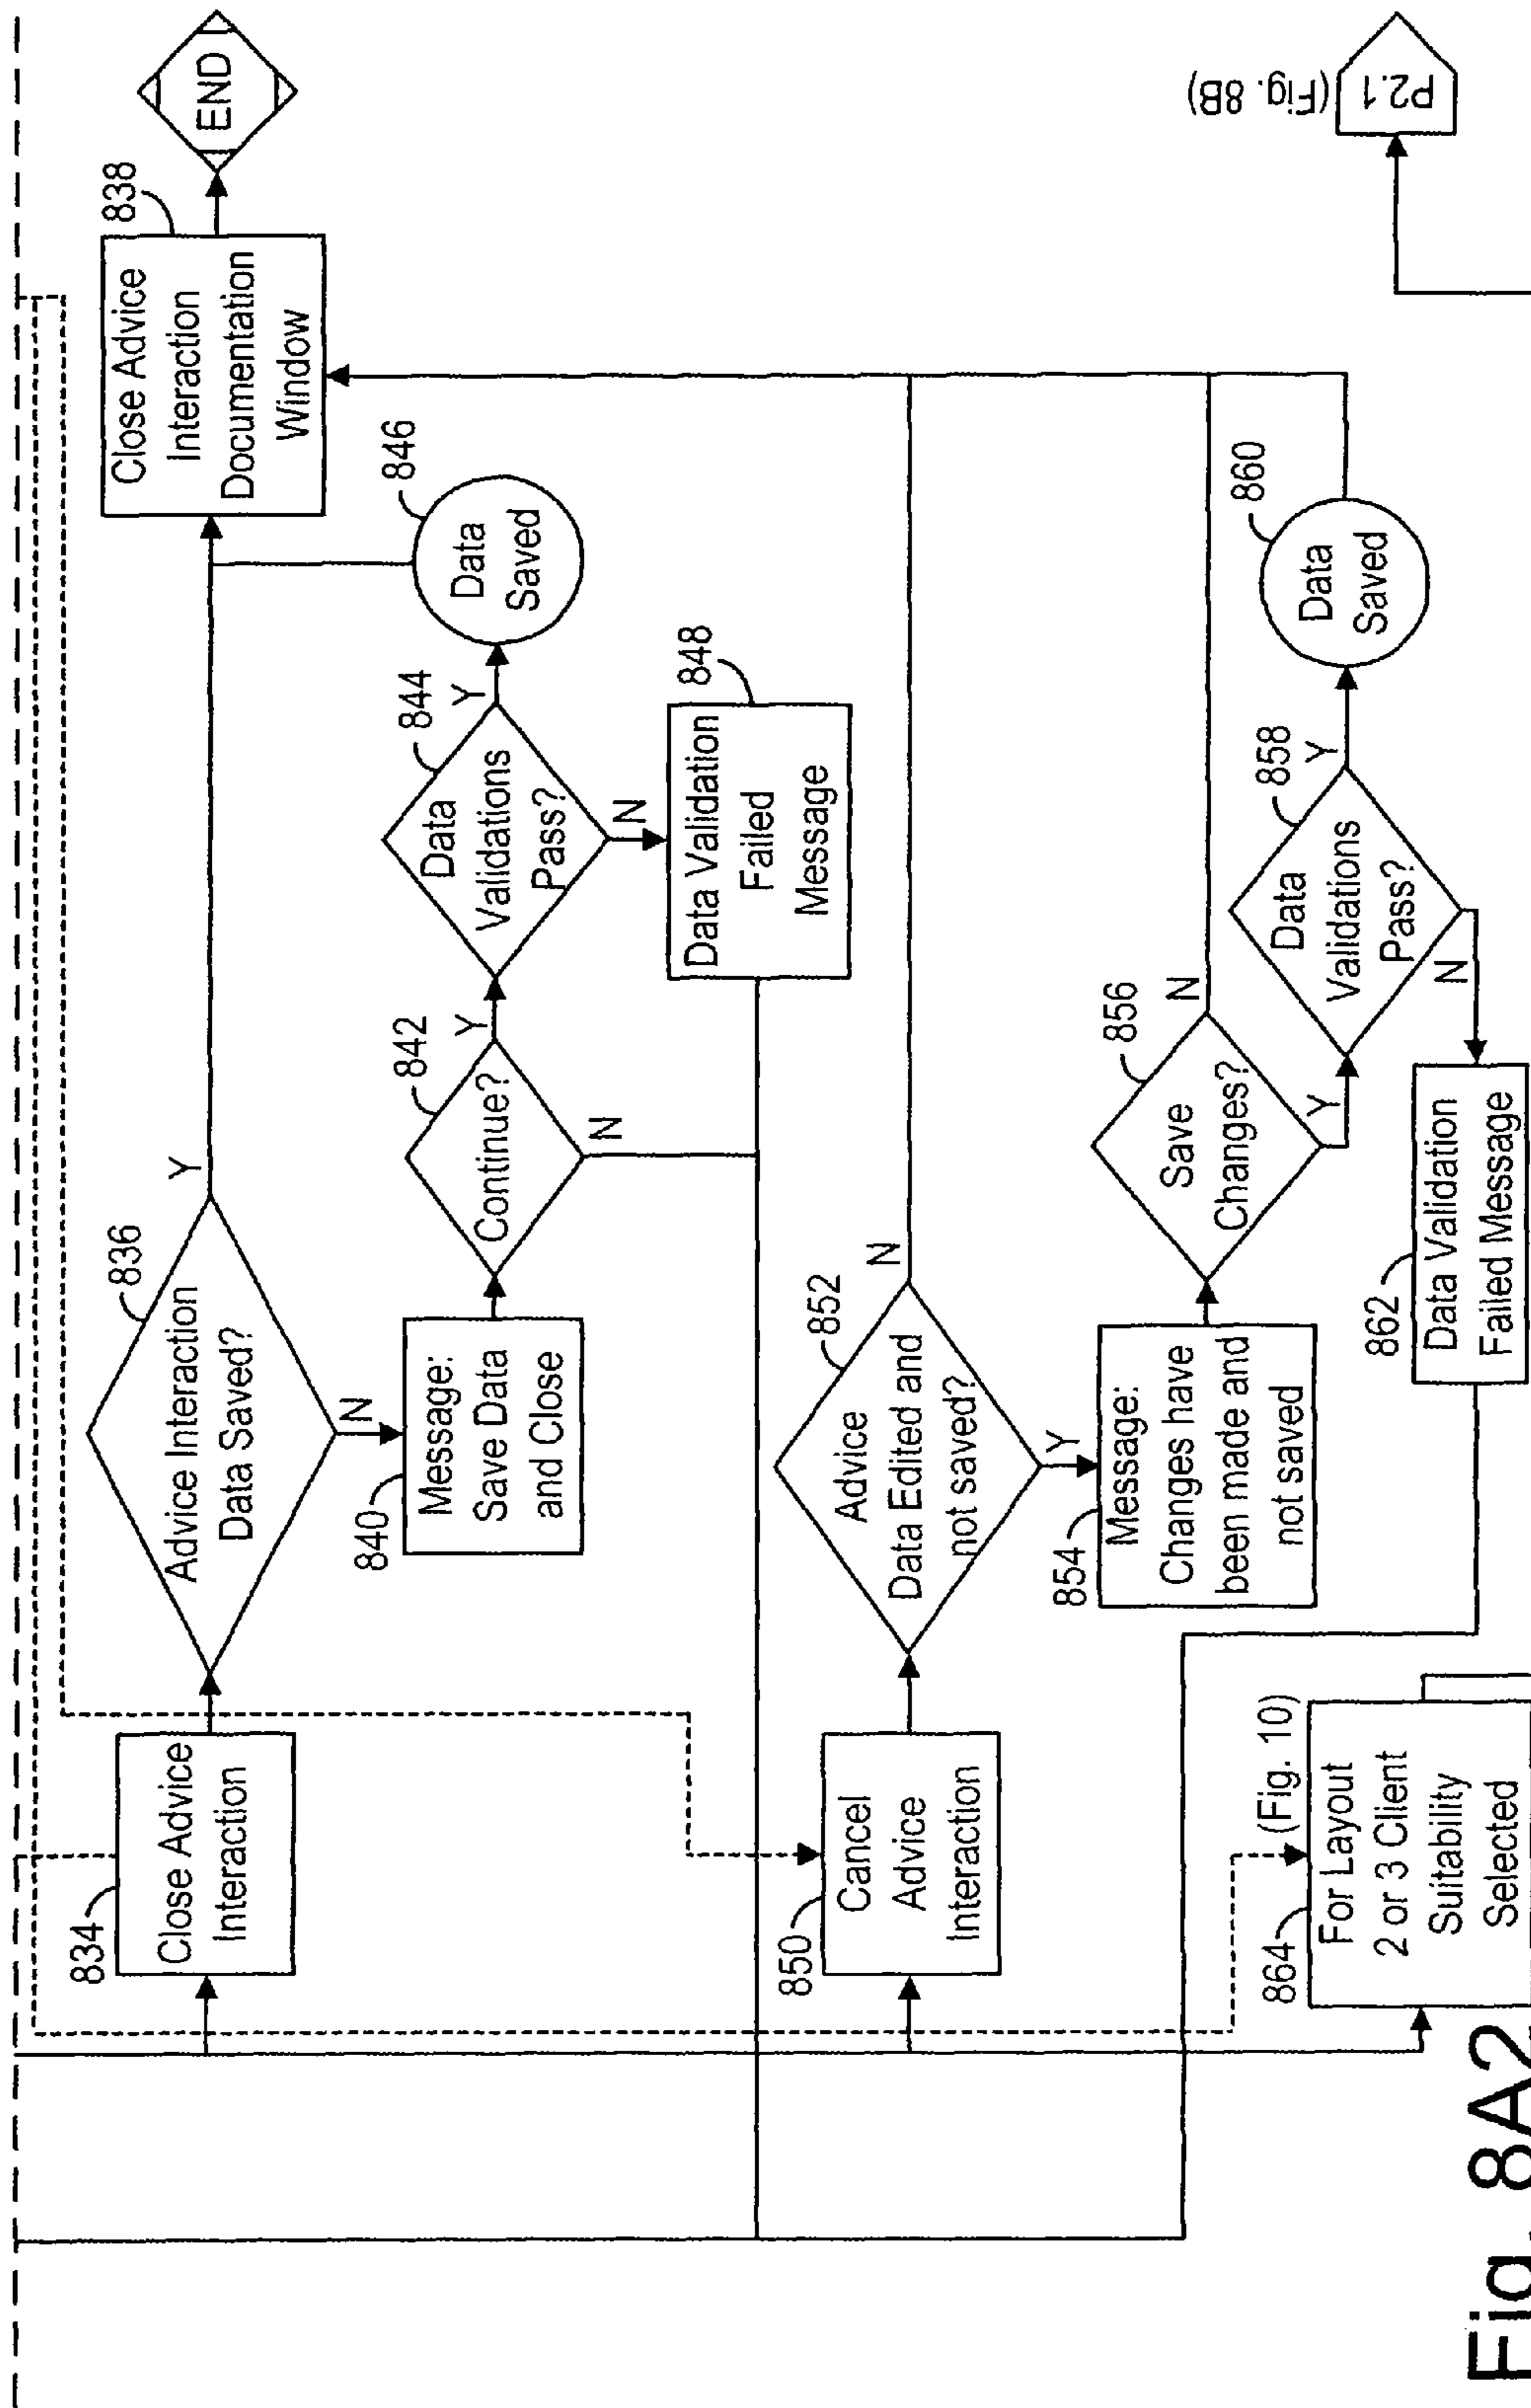 834
Close Advice
Interaction
836
Advice Interaction
Data Saved?
Y
N
838
Close Advice
Interaction
Documentation
Window
END
840
Message:
Save Data
and Close
842
Continue?
Y
N
844
Data
Validations
Pass?
Y
N
846
Data
Saved
848
Data Validation
Failed
Message
850
Cancel
Advice
Interaction
852
Advice
Data Edited and
not saved?
N
Y
854
Message:
Changes have
been made and
not saved
856
Save
Changes?
N
Y
858
Data
Validations
Pass?
Y
N
860
Data
Saved
862
Data Validation
Failed Message
864
(Fig. 10)
For Layout
2 or 3 Client
Suitability
Selected
P2.1
(Fig. 8B)
Fig. 8A2